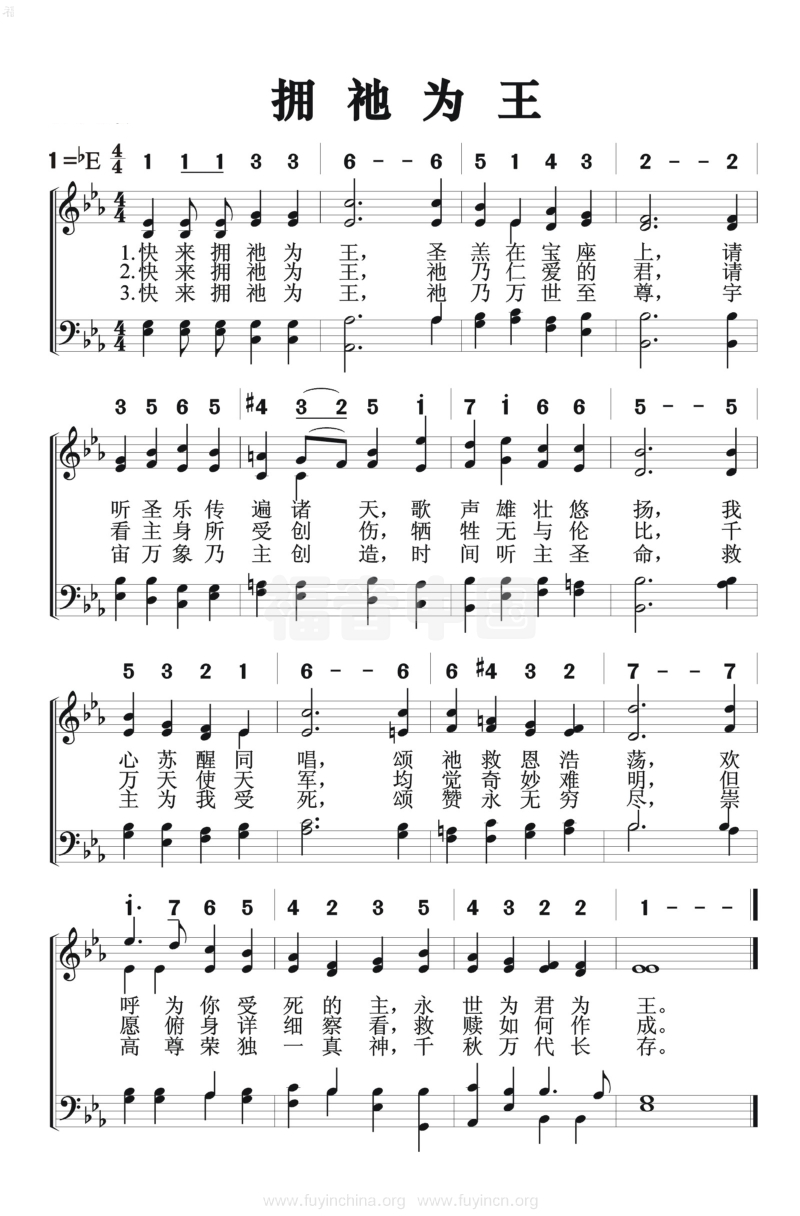 拥祂为王
1=♭E 4/4 1 1 1 3 3 | 6 - - 6 | 5 1 4 3 | 2 - - 2 |
1.快来拥祂为王，圣羔在宝座上，请
2.快来拥祂为王，祂乃仁爱的君，请
3.快来拥祂为王，祂乃万世至尊，宇
3 5 6 5 | #4 3 2 5 i | 7 i 6 6 | 5 - - 5 |
听圣乐传遍诸天，歌声雄壮悠扬，我
看主身所受创伤，牺牲无与伦比，千
宙万象乃主创造，时间听主圣命，救
福音中国
5 3 2 1 | 6 - - 6 | 6 #4 3 2 | 7 - - 7 |
心苏醒同唱，颂祂救恩浩荡，欢
万天使天军，均觉奇妙难明，但
主为我受死，颂赞永无穷尽，崇
i· 7 6 5 | 4 2 3 5 | 4 3 2 2 | 1 - - - ‖
呼为你受死的主，永世为君为王。
愿俯身详细察看，救赎如何作成。
高尊荣独一真神，千秋万代长存。
www.fuyinchina.org www.fuyincn.org